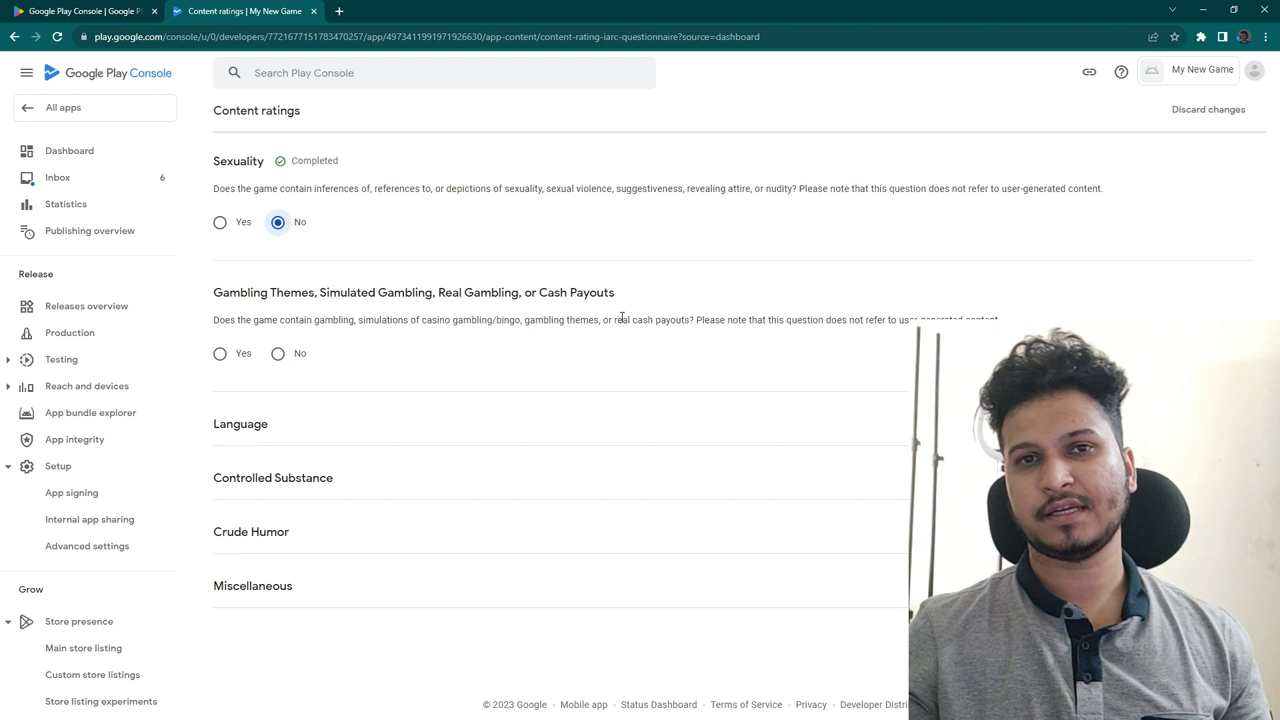 Google Play Console | Google P
Content ratings | My New Game
play.google.com/console/u/0/developers/7721677151783470257/app/4973411991971926630/app-content/content-rating-iarc-questionnaire?source=dashboard
Google Play Console
Search Play Console
My New Game
All apps
Content ratings
Discard changes
Dashboard
Inbox 6
Statistics
Publishing overview
Release
Releases overview
Production
Testing
Reach and devices
App bundle explorer
App integrity
Setup
App signing
Internal app sharing
Advanced settings
Grow
Store presence
Main store listing
Custom store listings
Store listing experiments
Sexuality Completed
Does the game contain inferences of, references to, or depictions of sexuality, sexual violence, suggestiveness, revealing attire, or nudity? Please note that this question does not refer to user-generated content.
Yes No
Gambling Themes, Simulated Gambling, Real Gambling, or Cash Payouts
Does the game contain gambling, simulations of casino gambling/bingo, gambling themes, or real cash payouts? Please note that this question does not refer to user-generated content.
Yes No
Language
Controlled Substance
Crude Humor
Miscellaneous
© 2023 Google Mobile app Status Dashboard Terms of Service Privacy Developer Distri